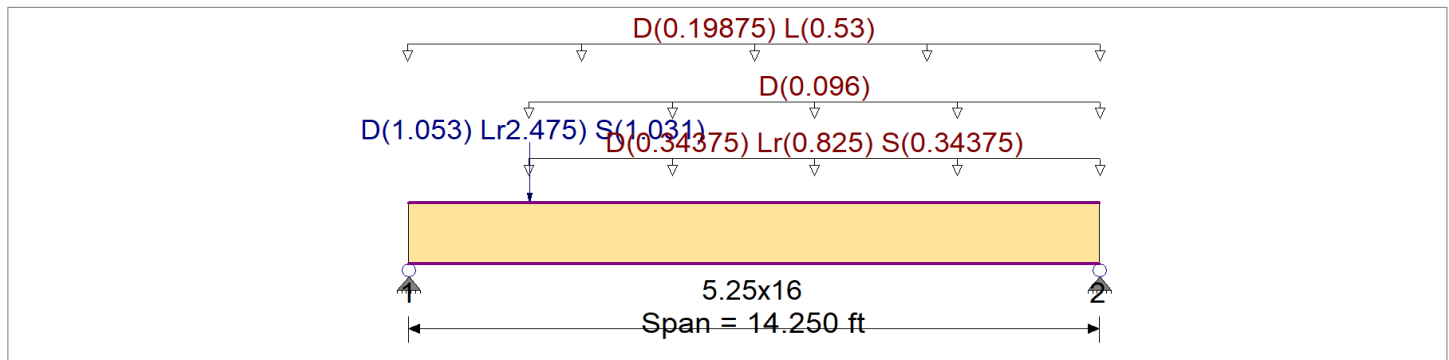 D(0.19875) L(0.53)
D(0.096)
D(1.053) Lr2.475) S(1.031)
D(0.34375) Lr(0.825) S(0.34375)
1
2
5.25x16
Span = 14.250 ft